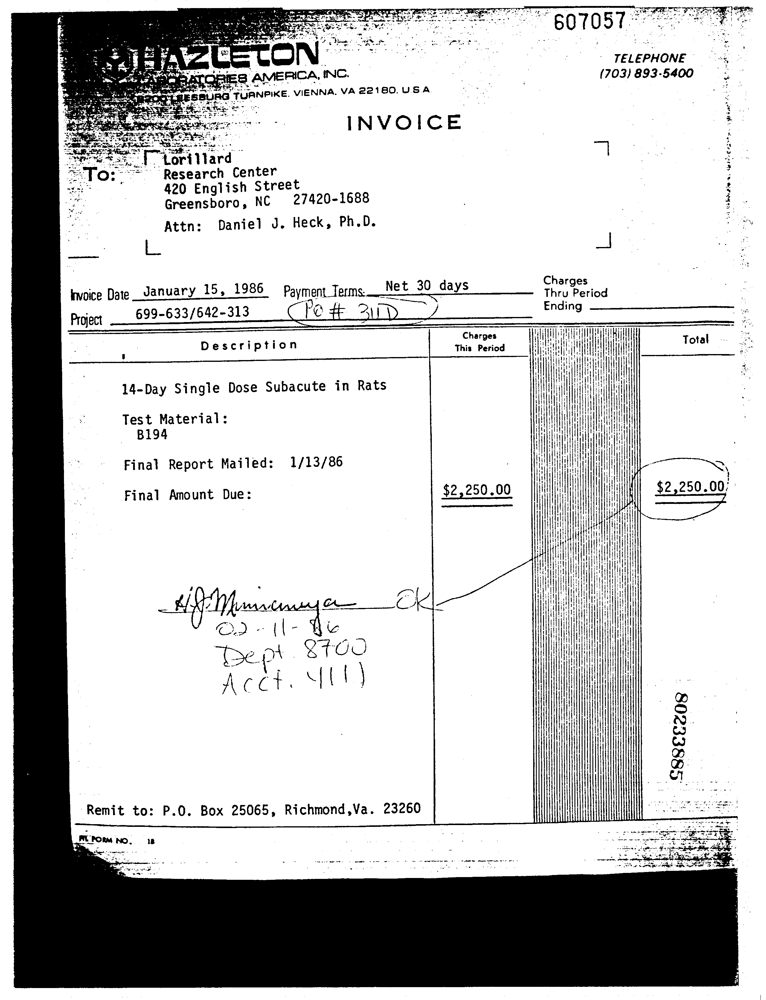 607057
HAZLETON
LABORATORIES AMERICA, INC.
LEESBURG TURNPIKE, VIENNA, VA 22180, U S A
TELEPHONE
(703) 893-5400
INVOICE
To:
Lorillard
Research Center
420 English Street
Greensboro, NC 27420-1688
Attn: Daniel J. Heck, Ph.D.
Invoice Date January 15, 1986 Payment Terms: Net 30 days
Charges
Thru Period
Ending
Project 699-633/642-313 PO # 311D
Description
Charges
This Period
Total
14-Day Single Dose Subacute in Rats
Test Material:
B194
Final Report Mailed: 1/13/86
Final Amount Due: $2,250.00 $2,250.00
OK
02-11-86
Dept. 8700
Acct. 4111
80233885
Remit to: P.O. Box 25065, Richmond,Va. 23260
FORM NO. 18